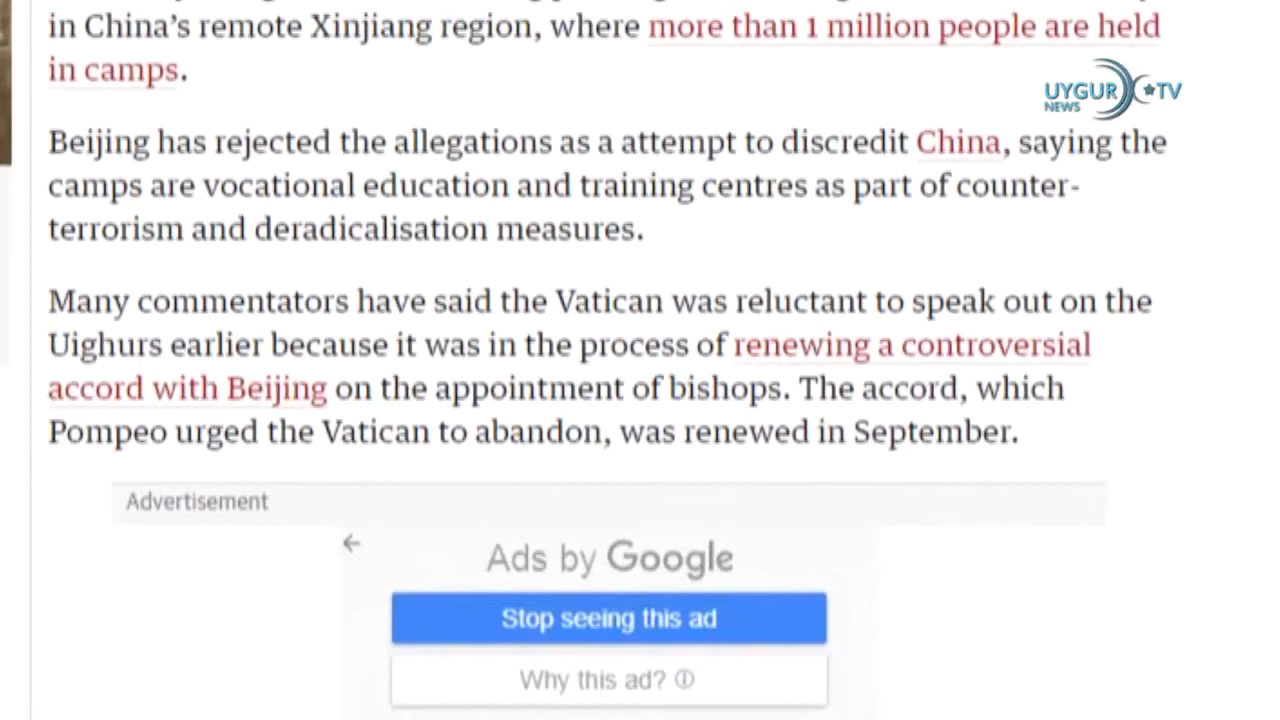 in China’s remote Xinjiang region, where more than 1 million people are held
in camps.
UYGUR TV
NEWS
Beijing has rejected the allegations as a attempt to discredit China, saying the
camps are vocational education and training centres as part of counter-
terrorism and deradicalisation measures.
Many commentators have said the Vatican was reluctant to speak out on the
Uighurs earlier because it was in the process of renewing a controversial
accord with Beijing on the appointment of bishops. The accord, which
Pompeo urged the Vatican to abandon, was renewed in September.
Advertisement
Ads by Google
Stop seeing this ad
Why this ad?